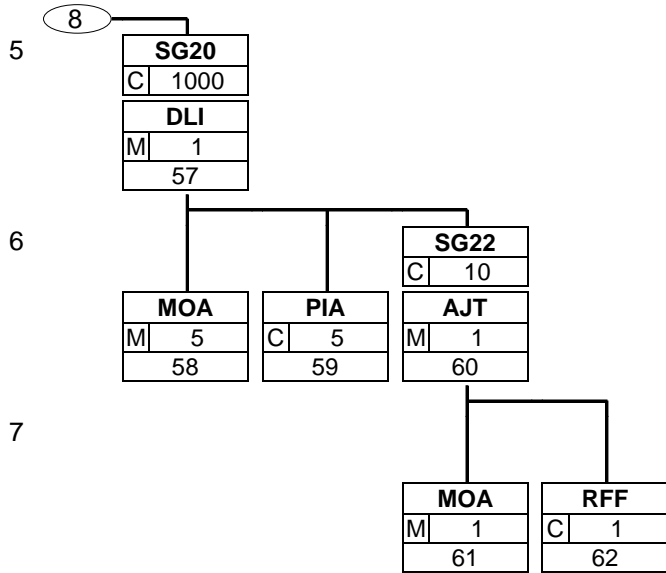 8
5
SG20
C 1000
DLI
M 1
57
6
SG22
C 10
MOA PIA AJT
M 5 C 5 M 1
58 59 60
7
MOA RFF
M 1 C 1
61 62